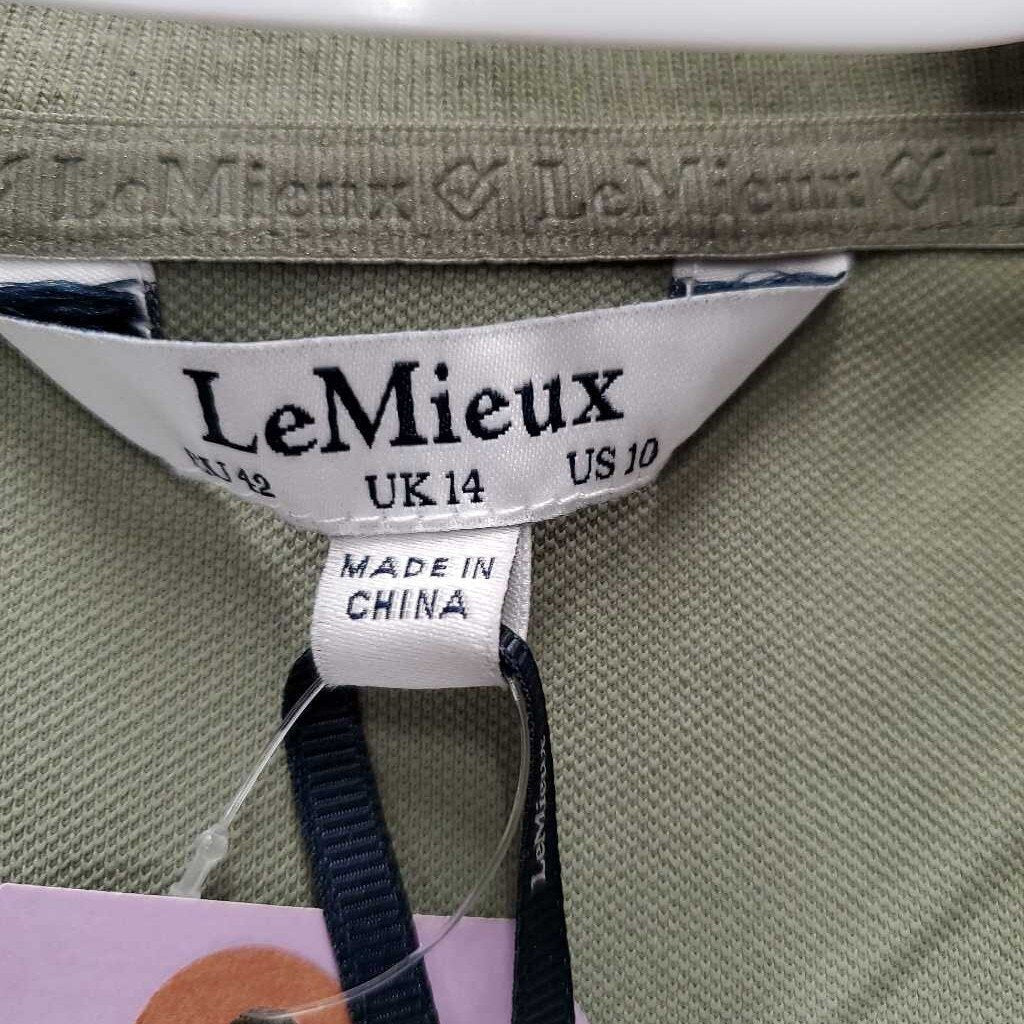 LeMieux LeMieux L
LeMieux
EU 42 UK 14 US 10
MADE IN
CHINA
LeMieux